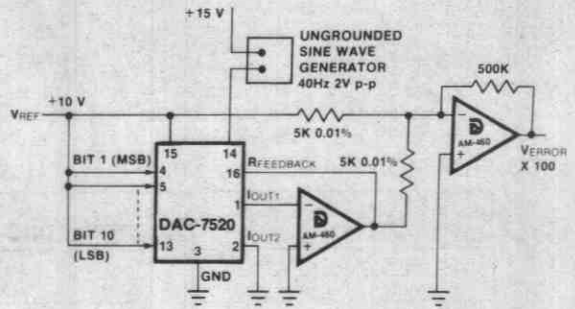 +15 V
UNGROUNDED
SINE WAVE
GENERATOR
40Hz 2V p-p
500K
VREF
+10 V
5K 0.01%
AM-460
VERROR
X 100
BIT 1 (MSB)
15
14
4
5
16
RFEEDBACK
5K 0.01%
DAC-7520
1
IOUT1
AM-460
BIT 10
(LSB)
13
3
2
IOUT2
GND